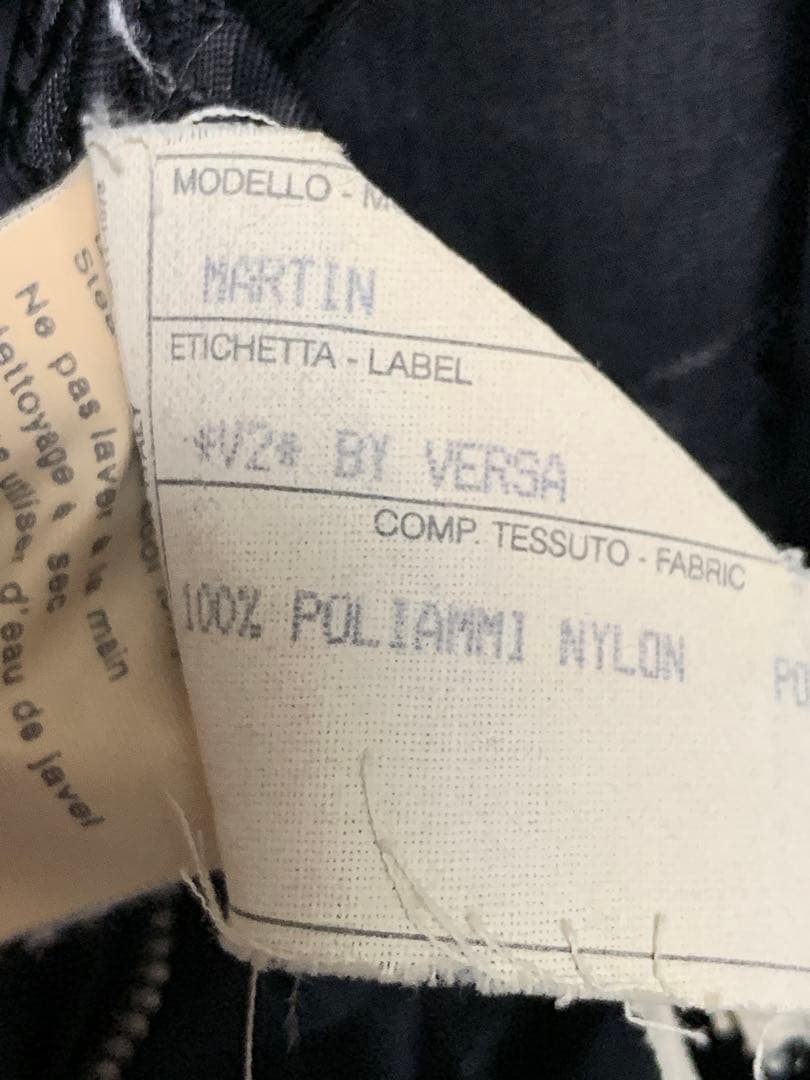 MODELLO - M
MARTIN
ETICHETTA - LABEL
*V2* BY VERSA
COMP. TESSUTO - FABRIC
100% POLIAMMI NYLON PO
Ne pas laver à la main
Nettoyage à sec
utiliser d'eau de javel